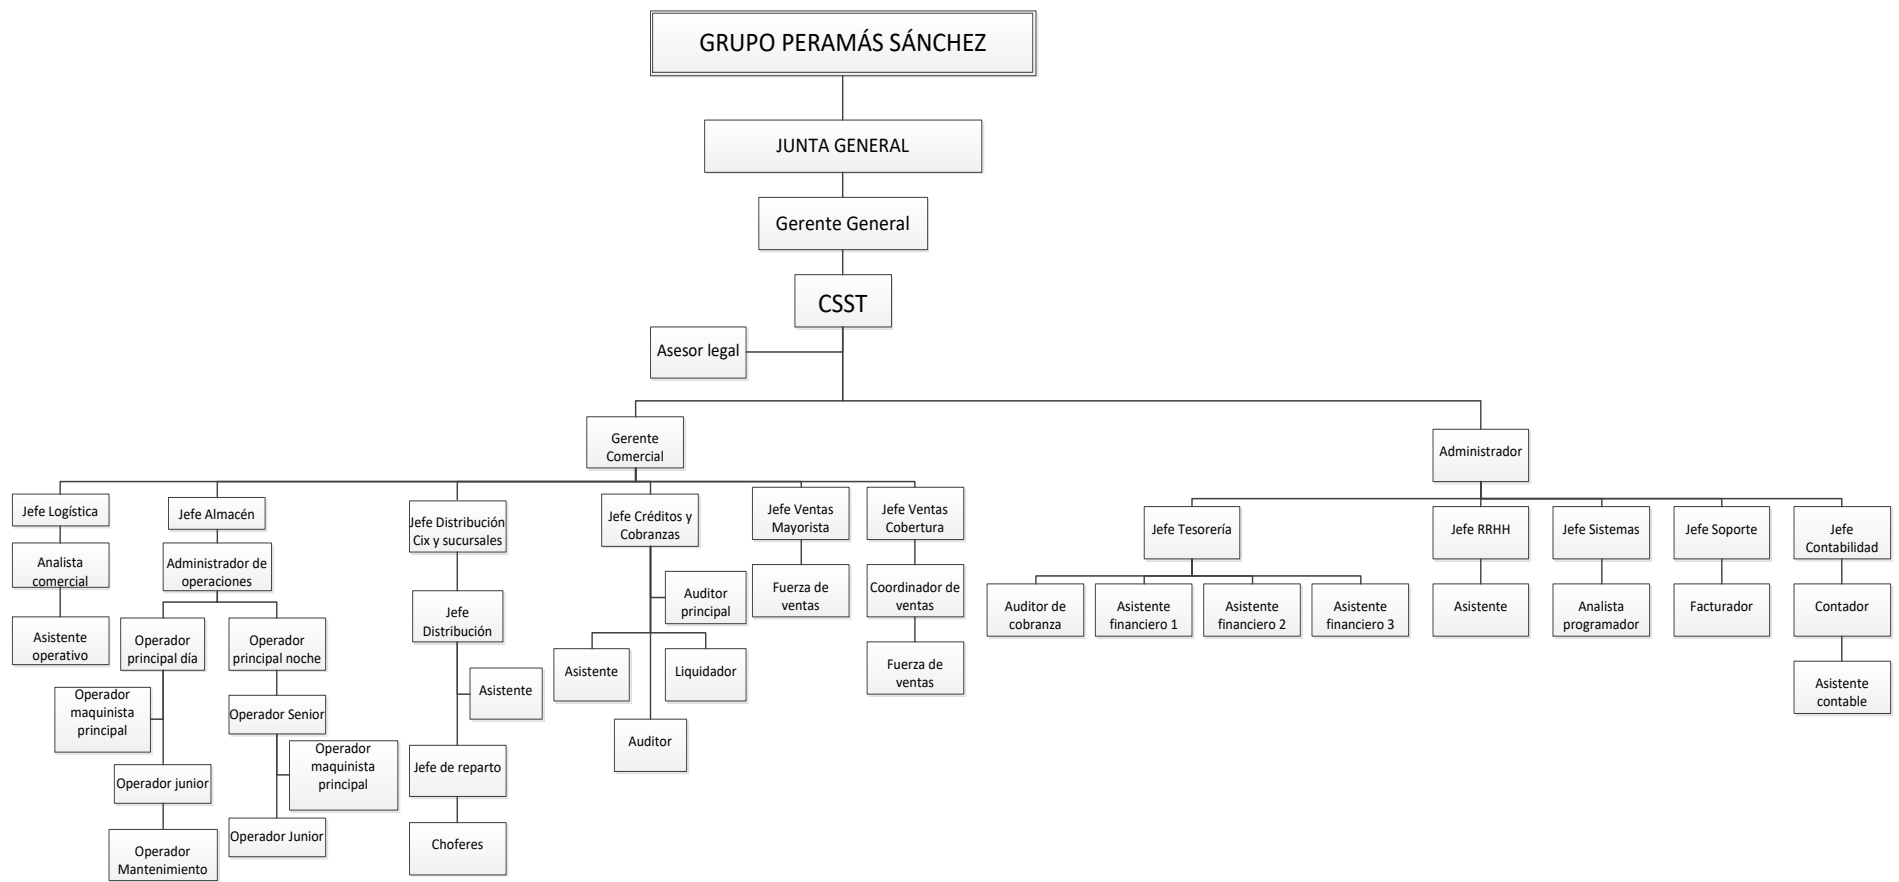 GRUPO PERAMÁS SÁNCHEZ
JUNTA GENERAL
Gerente General
CSST
Asesor legal
Gerente
Comercial
Administrador
Jefe Logística
Jefe Almacén
Jefe Distribución
Cix y sucursales
Jefe Créditos y
Cobranzas
Jefe Ventas
Mayorista
Jefe Ventas
Cobertura
Jefe Tesorería
Jefe RRHH
Jefe Sistemas
Jefe Soporte
Jefe
Contabilidad
Analista
comercial
Administrador de
operaciones
Jefe
Distribución
Auditor
principal
Fuerza de
ventas
Coordinador de
ventas
Auditor de
cobranza
Asistente
financiero 1
Asistente
financiero 2
Asistente
financiero 3
Asistente
Analista
programador
Facturador
Contador
Asistente
operativo
Operador
principal día
Operador
principal noche
Asistente
Asistente
Liquidador
Fuerza de
ventas
Asistente
contable
Operador
maquinista
principal
Operador Senior
Auditor
Operador junior
Operador
maquinista
principal
Jefe de reparto
Operador
Mantenimiento
Operador Junior
Choferes